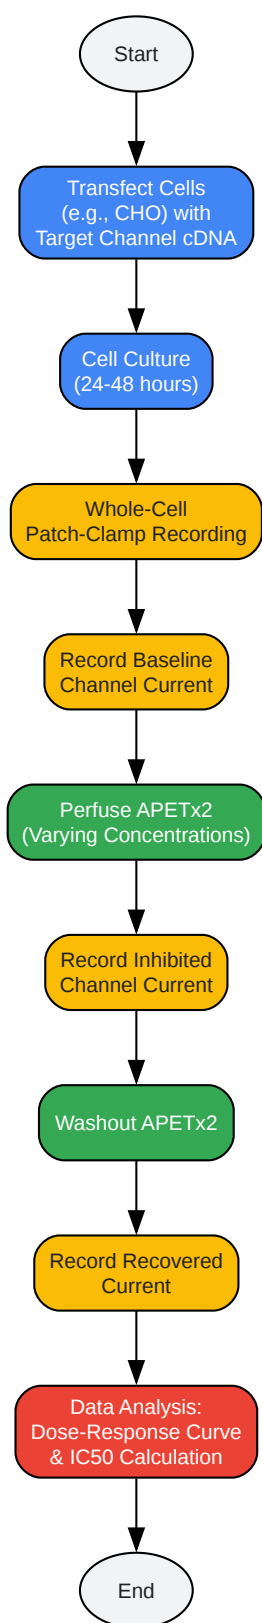 Start
Transfect Cells
(e.g., CHO) with
Target Channel cDNA
Cell Culture
(24-48 hours)
Whole-Cell
Patch-Clamp Recording
Record Baseline
Channel Current
Perfuse APETx2
(Varying Concentrations)
Record Inhibited
Channel Current
Washout APETx2
Record Recovered
Current
Data Analysis:
Dose-Response Curve
& IC50 Calculation
End